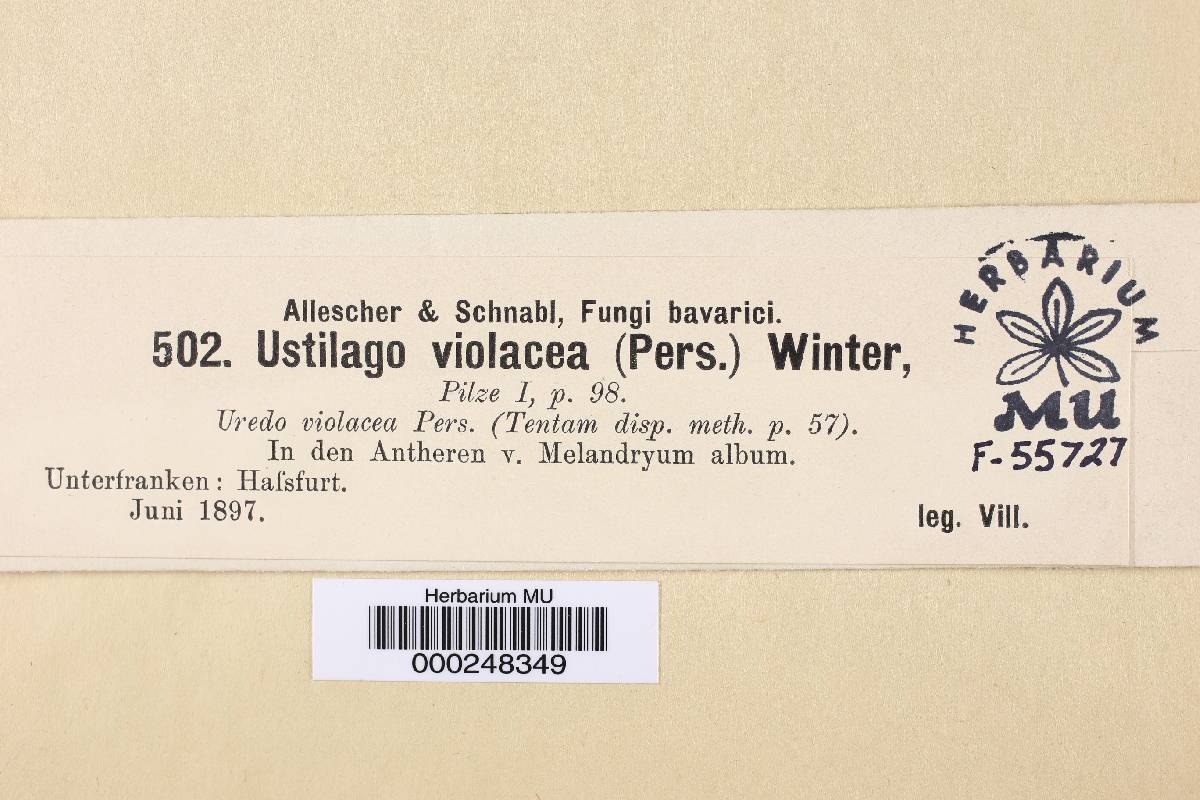 Allescher & Schnabl, Fungi bavarici.
502. Ustilago violacea (Pers.) Winter,
Pilze I, p. 98.
Uredo violacea Pers. (Tentam disp. meth. p. 57).
In den Antheren v. Melandryum album.
Unterfranken: Haſsfurt.
Juni 1897.
leg. Vill.
HERBARIUM
MU
F-55727
Herbarium MU
000248349